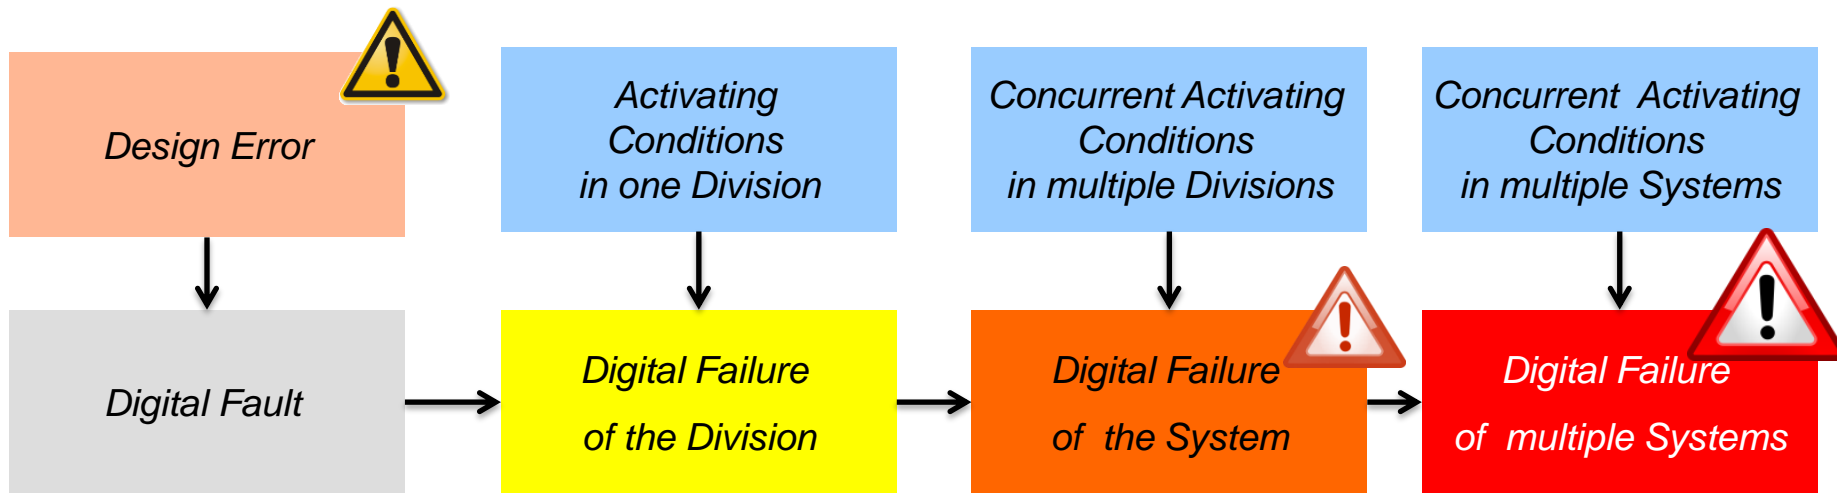 Design Error
Activating
Conditions
in one Division
Concurrent Activating
Conditions
in multiple Divisions
Concurrent Activating
Conditions
in multiple Systems
Digital Fault
Digital Failure
of the Division
Digital Failure
of the System
Digital Failure
of multiple Systems